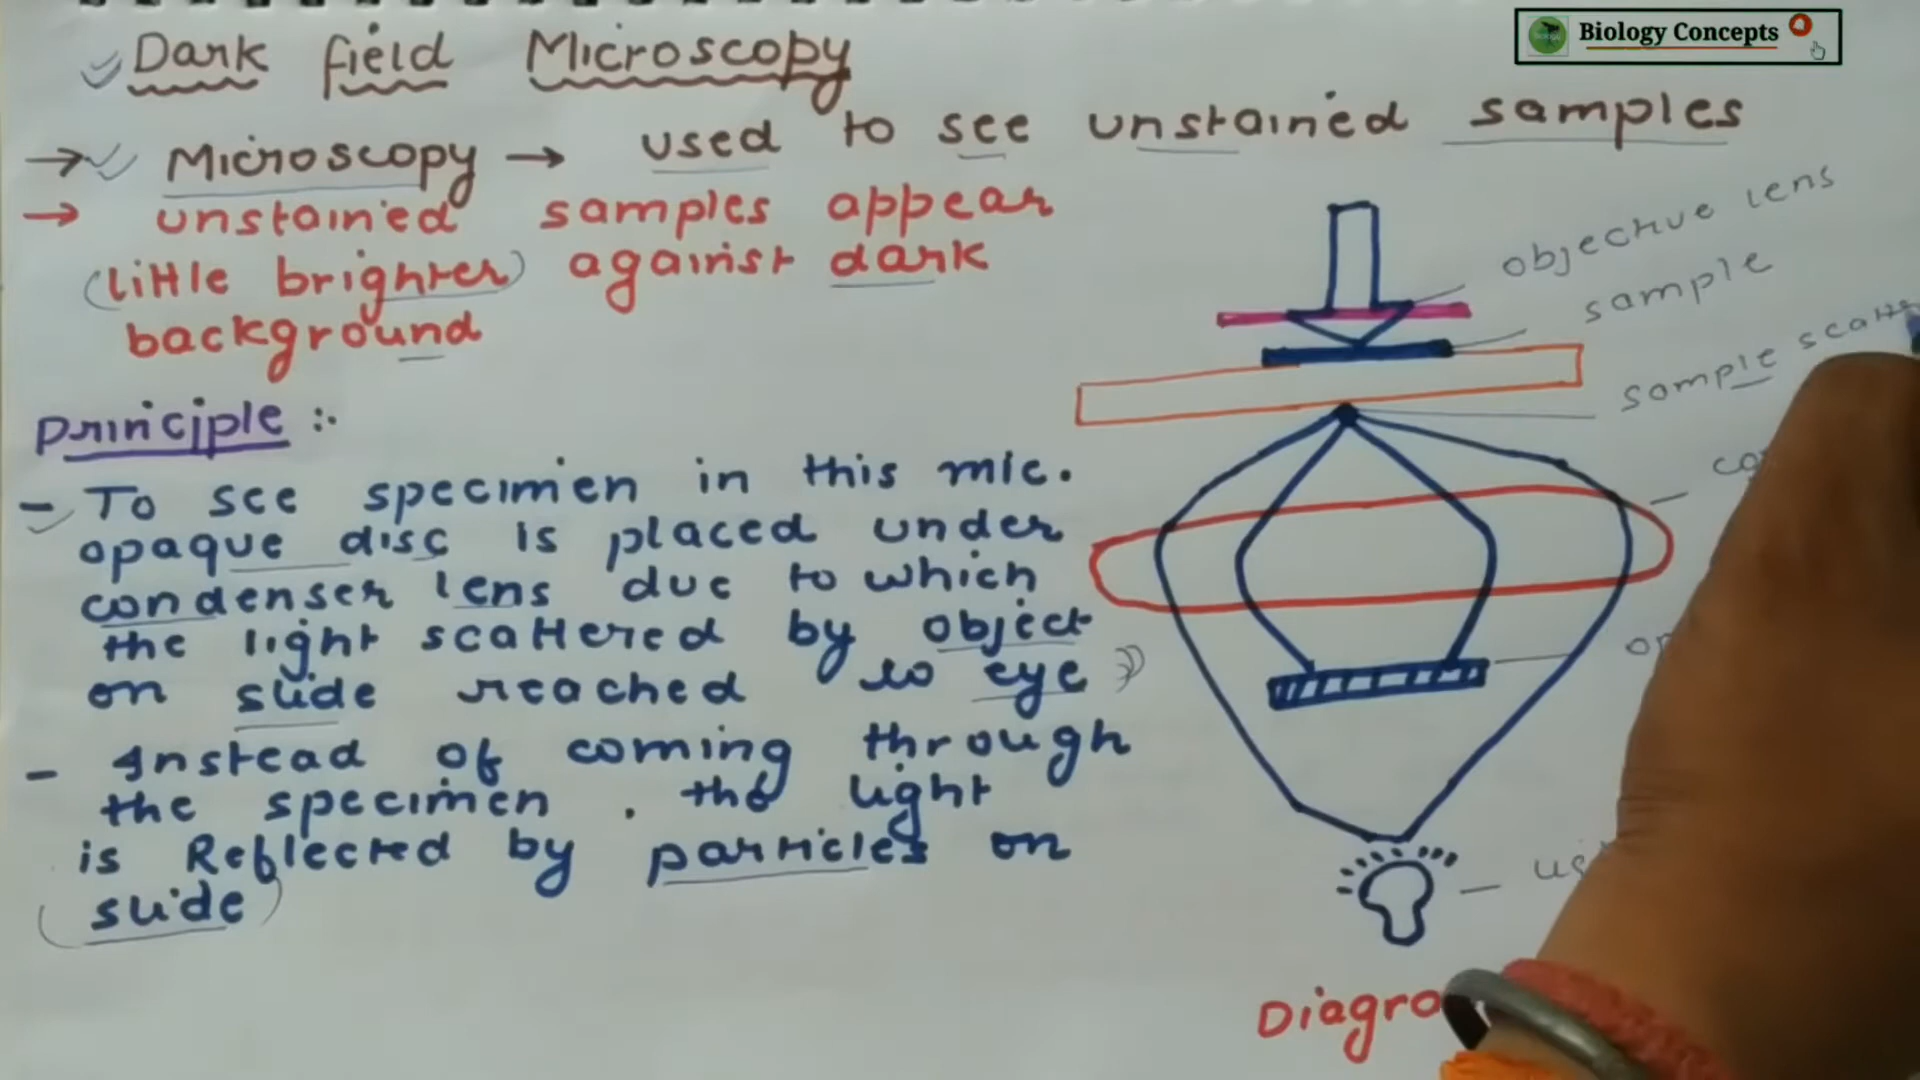 Dark field Microscopy
Biology Concepts
→ Microscopy → used to see unstained samples
→ unstained samples appear
(little brighter) against dark
background
Principle :-
- To see specimen in this mic.
opaque disc is placed under
condenser lens due to which
the light scattered by object
on slide reached to eye
- Instead of coming through
the specimen . the light
is Reflected by particles on
slide
objective lens
sample
sample